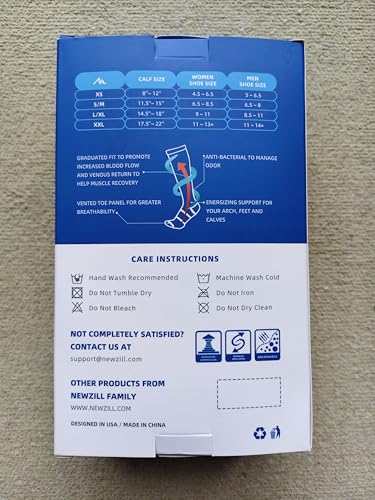 CALF SIZE WOMEN SHOE SIZE MEN SHOE SIZE
XS 8"~ 12" 4.5 ~ 6.5 5 ~ 6.5
S/M 11.5"~ 15" 6.5 ~ 8.5 6.5 ~ 8
L/XL 14.5"~ 18" 9 ~ 11 8.5 ~ 11
XXL 17.5"~ 22" 11 ~ 13+ 11 ~ 14+
GRADUATED FIT TO PROMOTE
INCREASED BLOOD FLOW
AND VENOUS RETURN TO
HELP MUSCLE RECOVERY
ANTI-BACTERIAL TO MANAGE
ODOR
VENTED TOE PANEL FOR GREATER
BREATHABILITY
ENERGIZING SUPPORT FOR
YOUR ARCH, FEET AND
CALVES
CARE INSTRUCTIONS
Hand Wash Recommended
Machine Wash Cold
Do Not Tumble Dry
Do Not Iron
Do Not Bleach
Do Not Dry Clean
NOT COMPLETELY SATISFIED?
CONTACT US AT
support@newzill.com
OTHER PRODUCTS FROM
NEWZILL FAMILY
WWW.NEWZILL.COM
DESIGNED IN USA / MADE IN CHINA